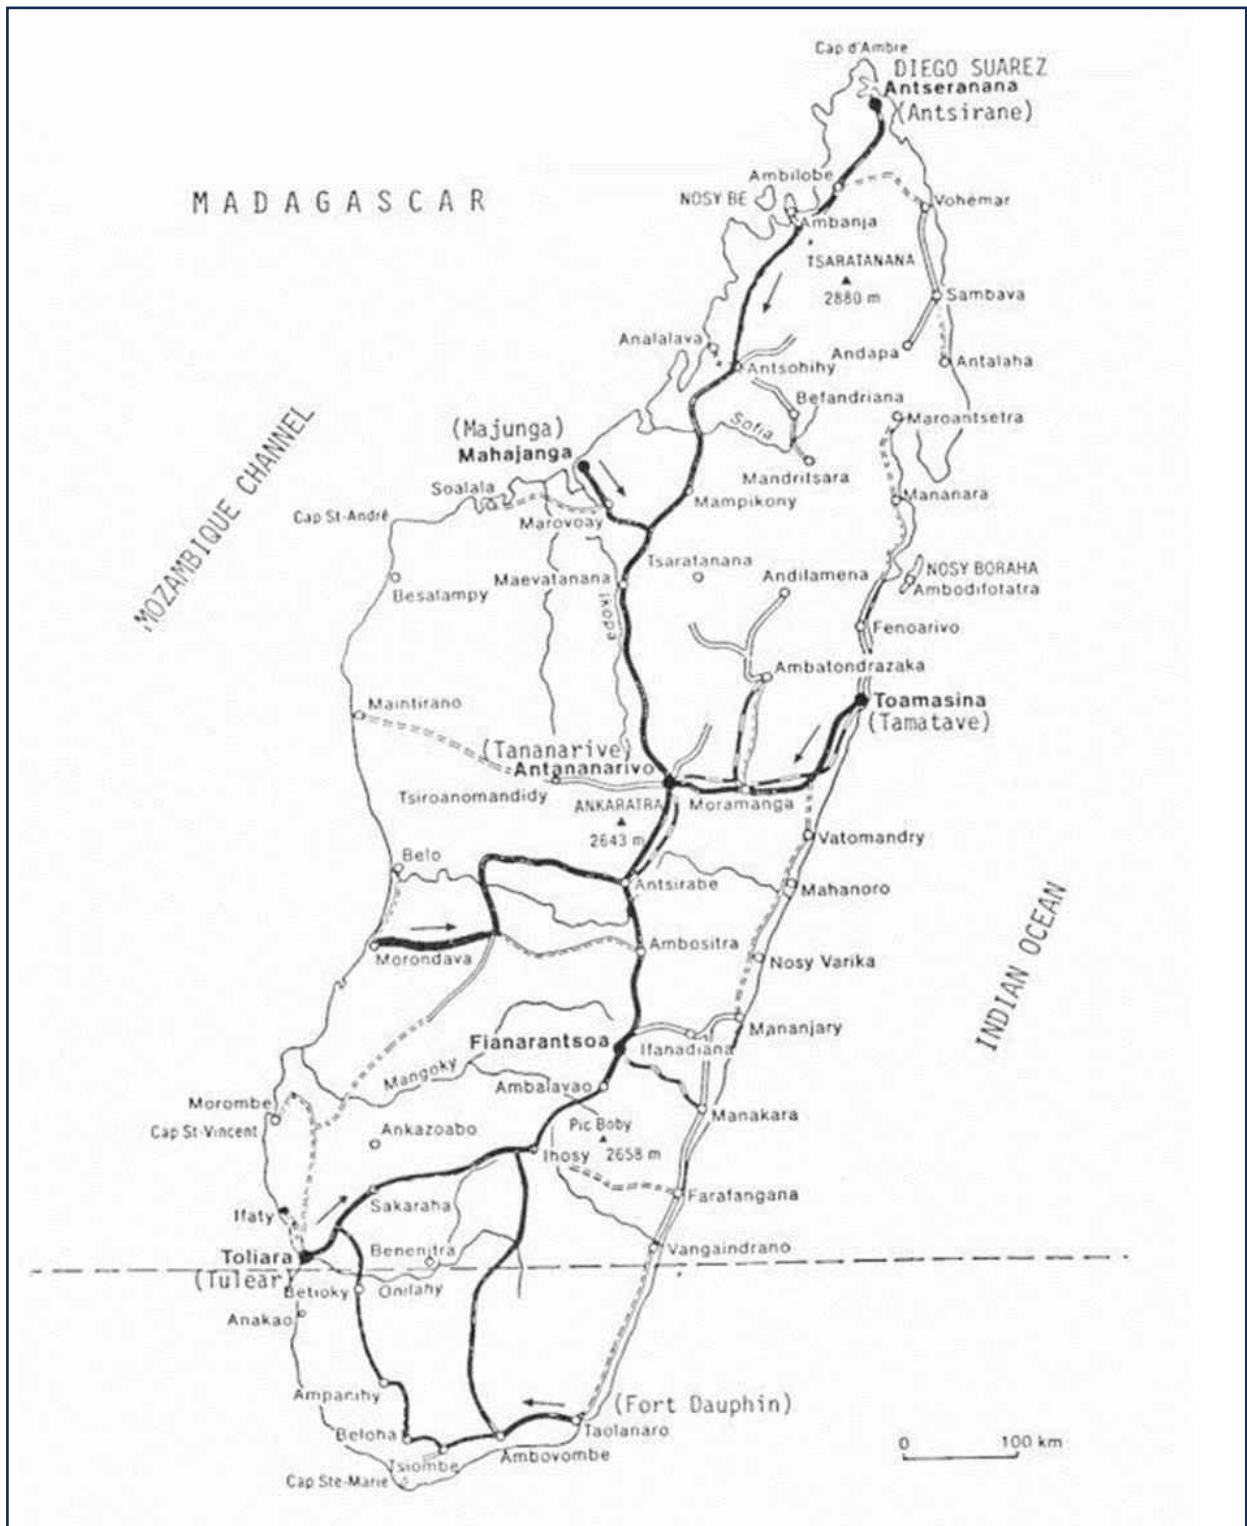 Cap d'Ambre
DIEGO SUAREZ
Antseranana
(Antsirane)
Ambilobe
MADAGASCAR
NOSY BE
Vohémar
Ambanja
TSARATANANA
2880 m
Sambava
Analalava
Andapa
Antsohihy
Antalaha
Befandriana
(Majunga)
Sofia
Maroantsetra
Mahajanga
Mandritsara
Soalala
Mananara
MOZAMBIQUE CHANNEL
Cap St-André
Marovoay
Mampikony
Tsaratanana
NOSY BORAHA
Maevatanana
Andilamena
Besalampy
Ambodifotatra
Ikopa
Fenoarivo
Ambatondrazaka
Maintirano
Toamasina
(Tamatave)
(Tananarive)
Antananarivo
Tsiroanomandidy
ANKARATRA
Moramanga
2643 m
Vatomandry
Belo
Antsirabe
Mahanoro
Ambositra
Morondava
Nosy Varika
INDIAN OCEAN
Mananjary
Fianarantsoa
Ifanadiana
Mangoky
Ambalavao
Morombe
Manakara
Cap St-Vincent
Ankazoabo
Pic Boby
Ihosy
2658 m
Sakaraha
Farafangana
Ifaty
Toliara
Benenitra
Vangaindrano
(Tulear)
Betioky
Onilahy
Anakao
Ampanihy
(Fort Dauphin)
Taolanaro
Beloha
Tsiombe
Ambovombe
Cap Ste-Marie
0
100 km